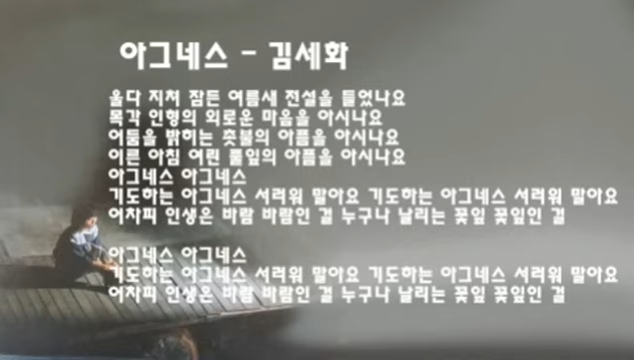 아그네스 - 김세화
울다 지쳐 잠든 여름새 전설을 들었나요
목각 인형의 외로운 마음을 아시나요
어둠을 밝히는 촛불의 아픔을 아시나요
이른 아침 여린 풀잎의 아픔을 아시나요
아그네스 아그네스
기도하는 아그네스 서러워 말아요 기도하는 아그네스 서러워 말아요
어차피 인생은 바람 바람인 걸 누구나 날리는 꽃잎 꽃잎인 걸
아그네스 아그네스
기도하는 아그네스 서러워 말아요 기도하는 아그네스 서러워 말아요
어차피 인생은 바람 바람인 걸 누구나 날리는 꽃잎 꽃잎인 걸